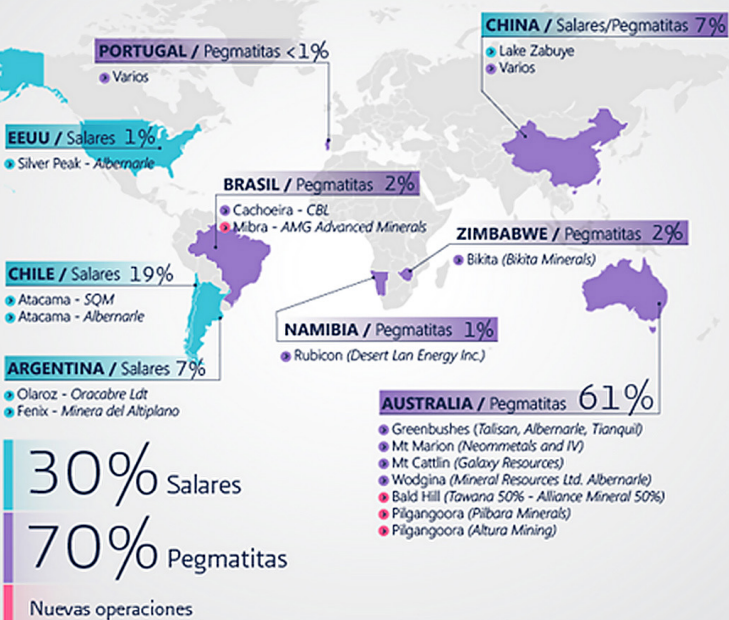 CHINA / Salares/Pegmatitas 7%
Lake Zabuye
Varios
PORTUGAL / Pegmatitas <1%
Varios
EEUU / Salares 1%
Silver Peak - Albernarle
BRASIL / Pegmatitas 2%
Cachoeira - CBL
Mibra - AMG Advanced Minerals
ZIMBABWE / Pegmatitas 2%
Bikita (Bikita Minerals)
CHILE / Salares 19%
Atacama - SQM
Atacama - Albernarle
NAMIBIA / Pegmatitas 1%
Rubicon (Desert Lan Energy Inc.)
ARGENTINA / Salares 7%
Olaroz - Oracabre Ldt
Fenix - Minera del Altiplano
AUSTRALIA / Pegmatitas 61%
Greenbushes (Talisan, Albernarle, Tianquil)
Mt Marion (Neommetals and IV)
Mt Cattlin (Galaxy Resources)
Wodgina (Mineral Resources Ltd. Albernarle)
Bald Hill (Tawana 50% - Alliance Mineral 50%)
Pilgangoora (Pilbara Minerals)
Pilgangoora (Altura Mining)
30% Salares
70% Pegmatitas
Nuevas operaciones